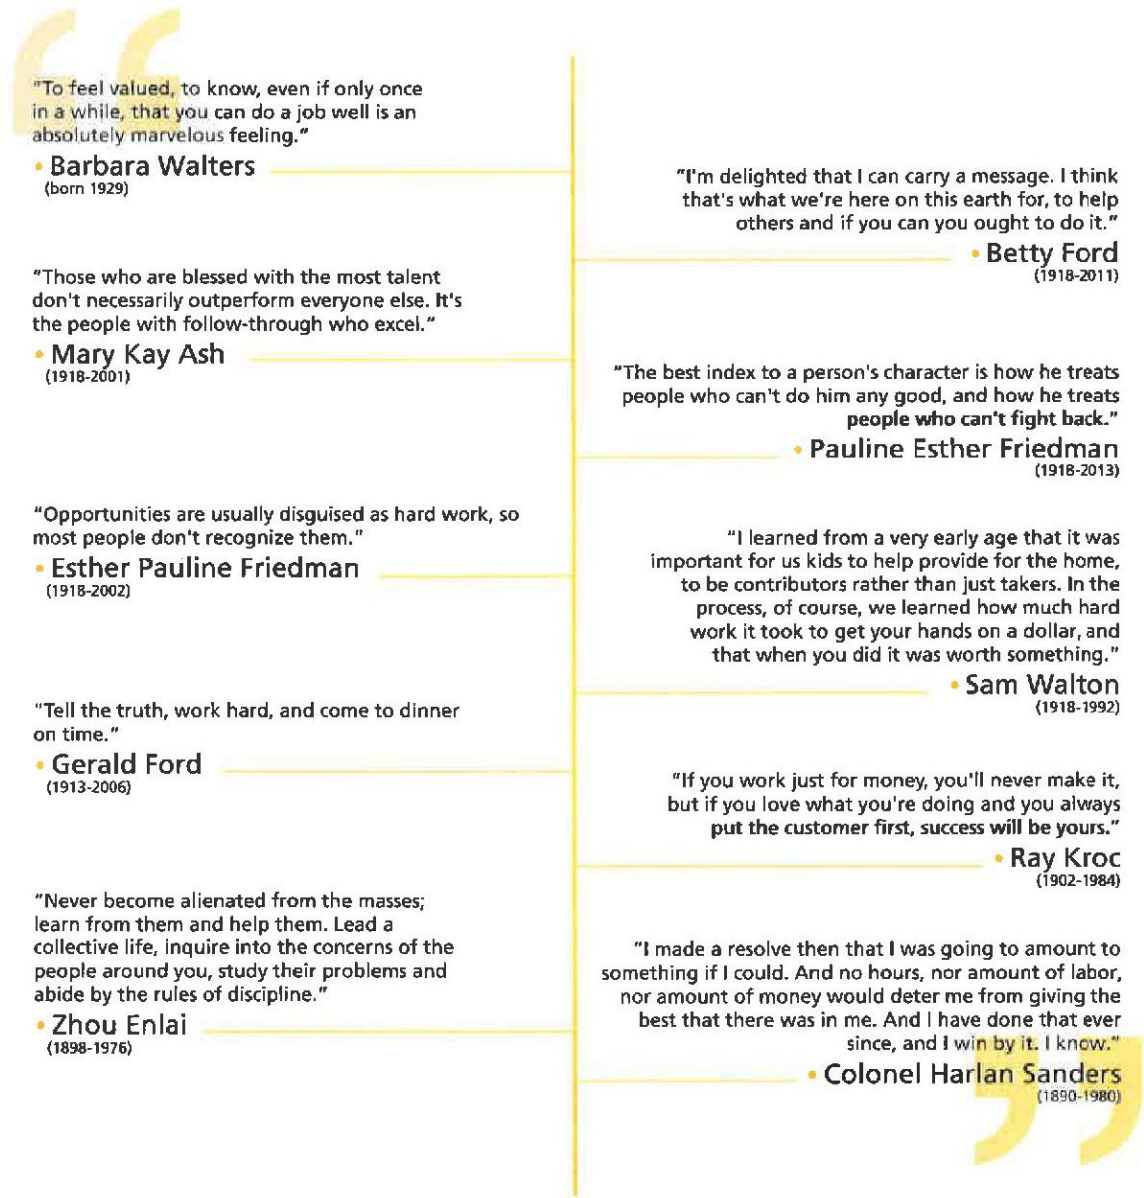 "To feel valued, to know, even if only once
in a while, that you can do a job well is an
absolutely marvelous feeling."
• Barbara Walters
(born 1929)
"I'm delighted that I can carry a message. I think
that's what we're here on this earth for, to help
others and if you can you ought to do it."
• Betty Ford
(1918-2011)
"Those who are blessed with the most talent
don't necessarily outperform everyone else. It's
the people with follow-through who excel."
• Mary Kay Ash
(1918-2001)
"The best index to a person's character is how he treats
people who can't do him any good, and how he treats
people who can't fight back."
• Pauline Esther Friedman
(1918-2013)
"Opportunities are usually disguised as hard work, so
most people don't recognize them."
• Esther Pauline Friedman
(1918-2002)
"I learned from a very early age that it was
important for us kids to help provide for the home,
to be contributors rather than just takers. In the
process, of course, we learned how much hard
work it took to get your hands on a dollar, and
that when you did it was worth something."
• Sam Walton
(1918-1992)
"Tell the truth, work hard, and come to dinner
on time."
• Gerald Ford
(1913-2006)
"If you work just for money, you'll never make it,
but if you love what you're doing and you always
put the customer first, success will be yours."
• Ray Kroc
(1902-1984)
"Never become alienated from the masses;
learn from them and help them. Lead a
collective life, inquire into the concerns of the
people around you, study their problems and
abide by the rules of discipline."
• Zhou Enlai
(1898-1976)
"I made a resolve then that I was going to amount to
something if I could. And no hours, nor amount of labor,
nor amount of money would deter me from giving the
best that there was in me. And I have done that ever
since, and I win by it. I know."
• Colonel Harlan Sanders
(1890-1980)